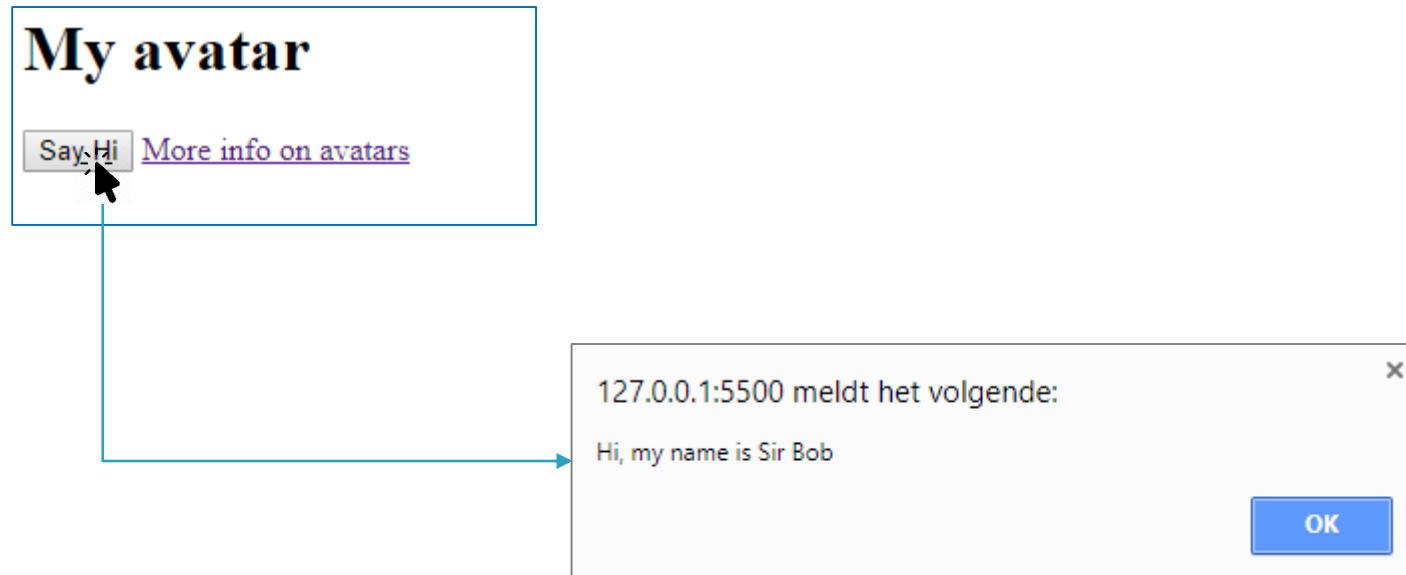 My avatar
Say Hi More info on avatars
127.0.0.1:5500 meldt het volgende:
Hi, my name is Sir Bob
OK